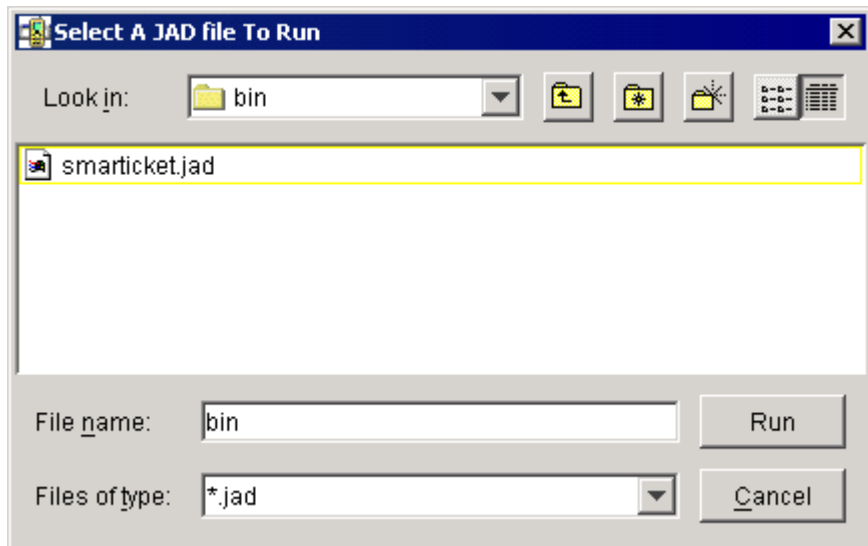 Select A JAD file To Run
Look in: bin
smarticket.jad
File name: bin Run
Files of type: *.jad Cancel